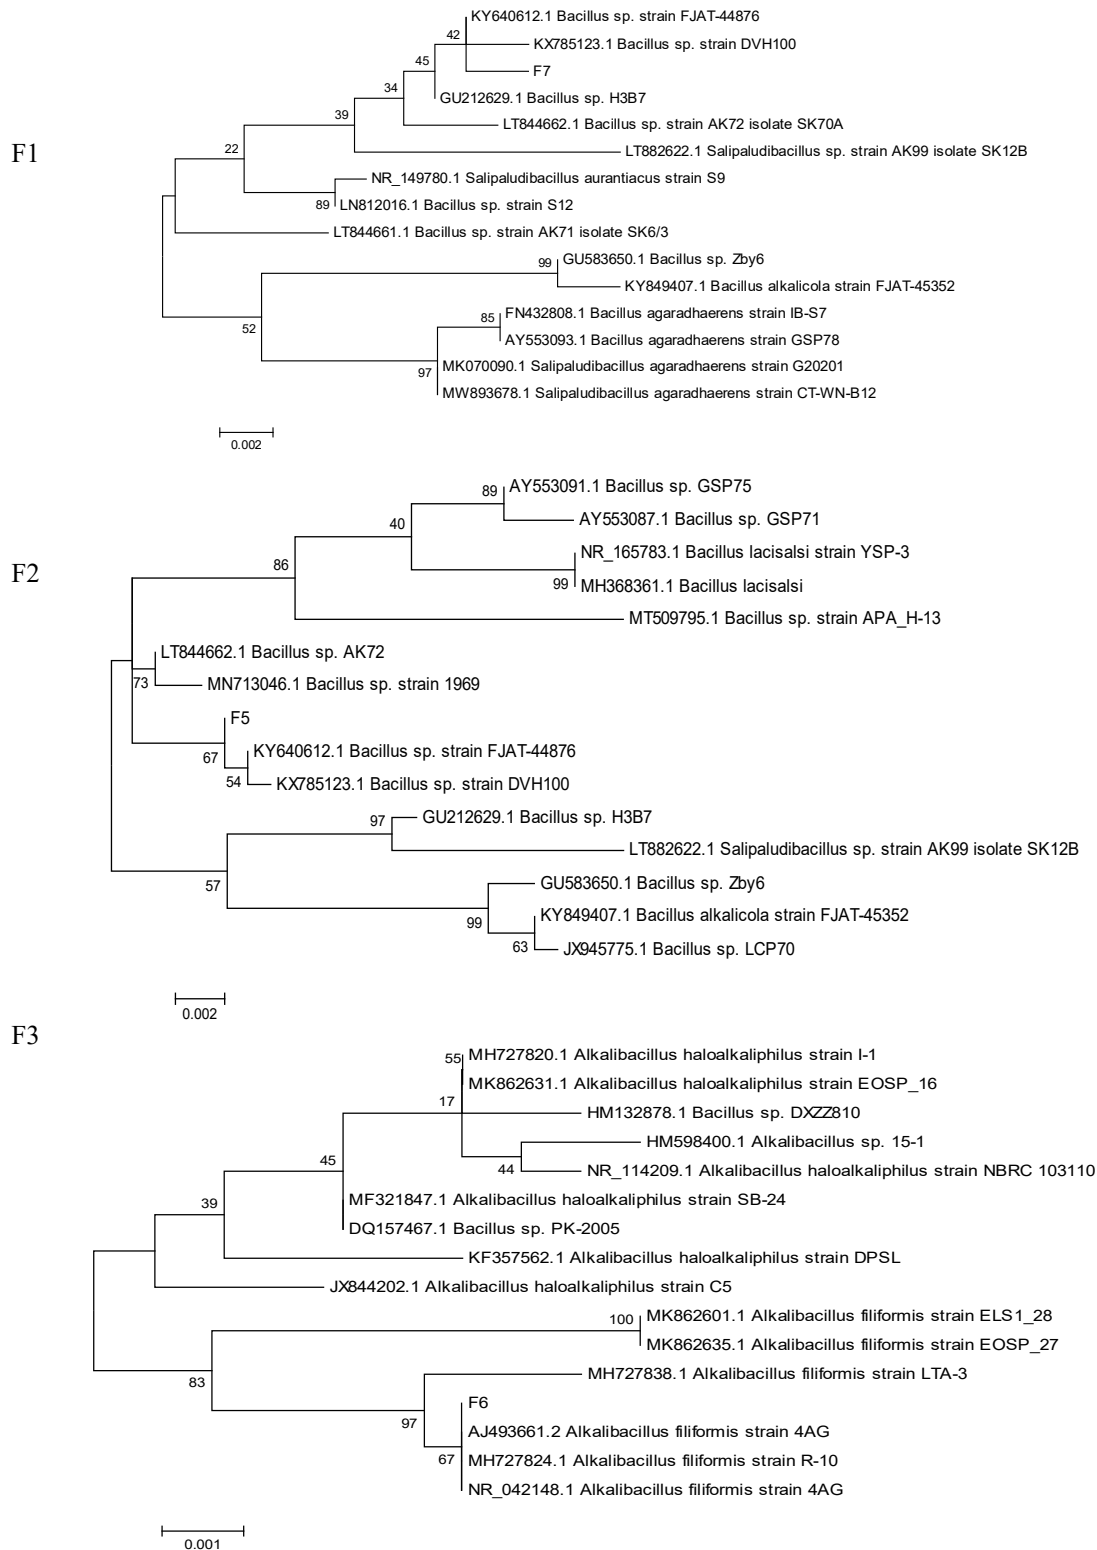 KY640612.1 Bacillus sp. strain FJAT-44876
42
KX785123.1 Bacillus sp. strain DVH100
45
F7
34
GU212629.1 Bacillus sp. H3B7
39
LT844662.1 Bacillus sp. strain AK72 isolate SK70A
F1
22
LT882622.1 Salipaludibacillus sp. strain AK99 isolate SK12B
NR_149780.1 Salipaludibacillus aurantiacus strain S9
89
LN812016.1 Bacillus sp. strain S12
LT844661.1 Bacillus sp. strain AK71 isolate SK6/3
99
GU583650.1 Bacillus sp. Zby6
KY849407.1 Bacillus alkalicola strain FJAT-45352
52
85
FN432808.1 Bacillus agaradhaerens strain IB-S7
AY553093.1 Bacillus agaradhaerens strain GSP78
97
MK070090.1 Salipaludibacillus agaradhaerens strain G20201
MW893678.1 Salipaludibacillus agaradhaerens strain CT-WN-B12
0.002
89
AY553091.1 Bacillus sp. GSP75
40
AY553087.1 Bacillus sp. GSP71
NR_165783.1 Bacillus lacisalsi strain YSP-3
F2
86
99
MH368361.1 Bacillus lacisalsi
MT509795.1 Bacillus sp. strain APA_H-13
LT844662.1 Bacillus sp. AK72
73
MN713046.1 Bacillus sp. strain 1969
F5
67
KY640612.1 Bacillus sp. strain FJAT-44876
54
KX785123.1 Bacillus sp. strain DVH100
97
GU212629.1 Bacillus sp. H3B7
LT882622.1 Salipaludibacillus sp. strain AK99 isolate SK12B
57
GU583650.1 Bacillus sp. Zby6
99
KY849407.1 Bacillus alkalicola strain FJAT-45352
63
JX945775.1 Bacillus sp. LCP70
0.002
F3
55
MH727820.1 Alkalibacillus haloalkaliphilus strain I-1
MK862631.1 Alkalibacillus haloalkaliphilus strain EOSP_16
17
HM132878.1 Bacillus sp. DXZZ810
HM598400.1 Alkalibacillus sp. 15-1
45
44
NR_114209.1 Alkalibacillus haloalkaliphilus strain NBRC 103110
39
MF321847.1 Alkalibacillus haloalkaliphilus strain SB-24
DQ157467.1 Bacillus sp. PK-2005
KF357562.1 Alkalibacillus haloalkaliphilus strain DPSL
JX844202.1 Alkalibacillus haloalkaliphilus strain C5
100
MK862601.1 Alkalibacillus filiformis strain ELS1_28
MK862635.1 Alkalibacillus filiformis strain EOSP_27
83
MH727838.1 Alkalibacillus filiformis strain LTA-3
F6
97
AJ493661.2 Alkalibacillus filiformis strain 4AG
67
MH727824.1 Alkalibacillus filiformis strain R-10
NR_042148.1 Alkalibacillus filiformis strain 4AG
0.001